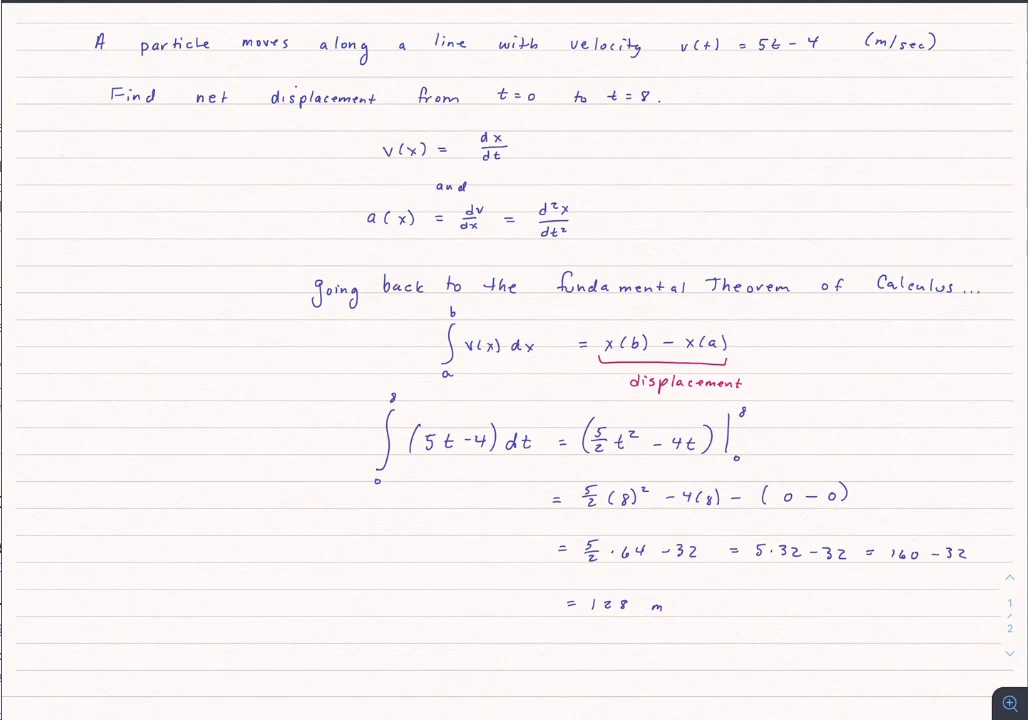 A particle moves along a line with velocity v(t) = 5t - 4 (m/sec)
Find net displacement from t=0 to t=8.
v(x) = dx/dt
and
a(x) = dv/dx = d²x/dt²
going back to the fundamental Theorem of Calculus...
∫_a^b v(x) dx = x(b) - x(a)
displacement
∫_0^8 (5t-4) dt = (5/2 t² - 4t) |_0^8
= 5/2 (8)² - 4(8) - (0-0)
= 5/2 · 64 - 32 = 5·32-32 = 160-32
= 128 m
1
/
2